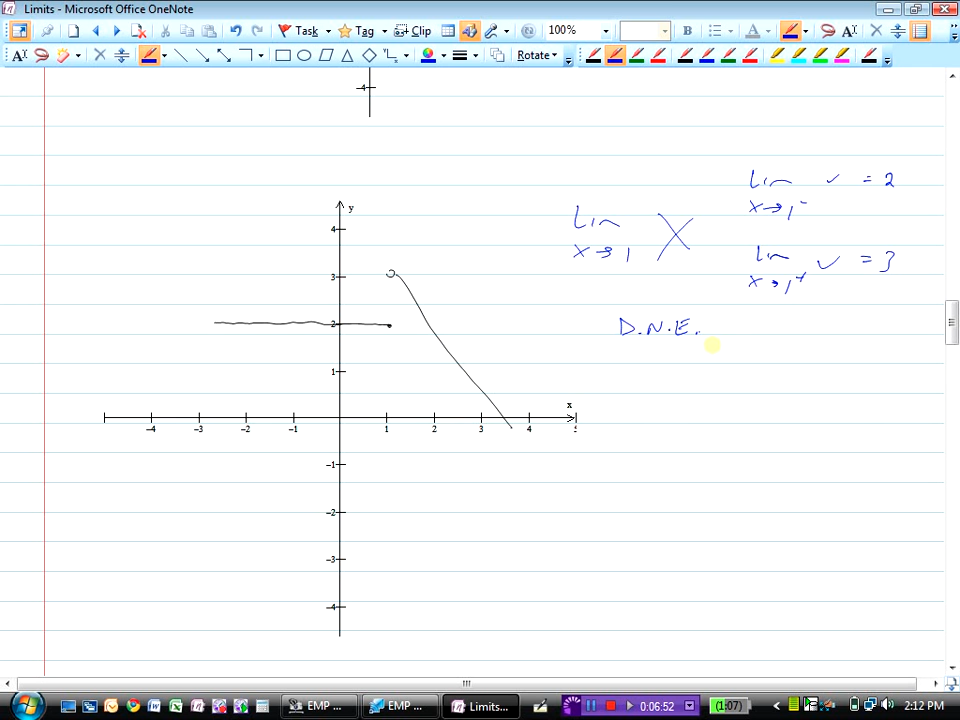 Limits - Microsoft Office OneNote
Task Tag Clip 100% B
Rotate
-4
y
4
3
2
1
-1
-2
-3
-4
-4 -3 -2 -1 1 2 3 4
x
lim
x→1
lim ✓ = 2
x→1⁻
lim ✓ = 3
x→1⁺
D.N.E.
EMP ... EMP ... Limits... 0:06:52 (1:07) 2:12 PM